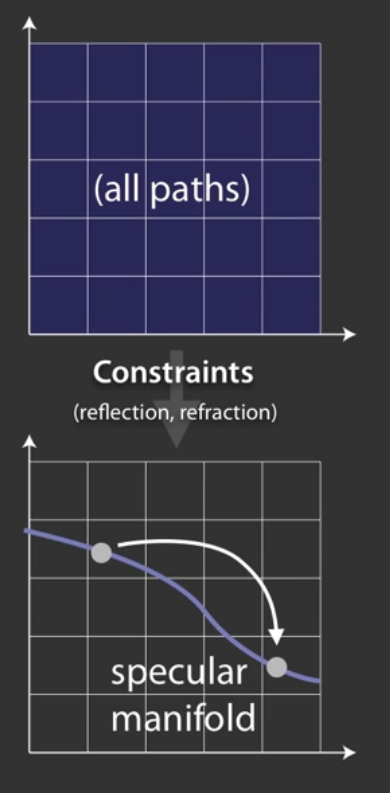 (all paths)
Constraints
(reflection, refraction)
specular
manifold